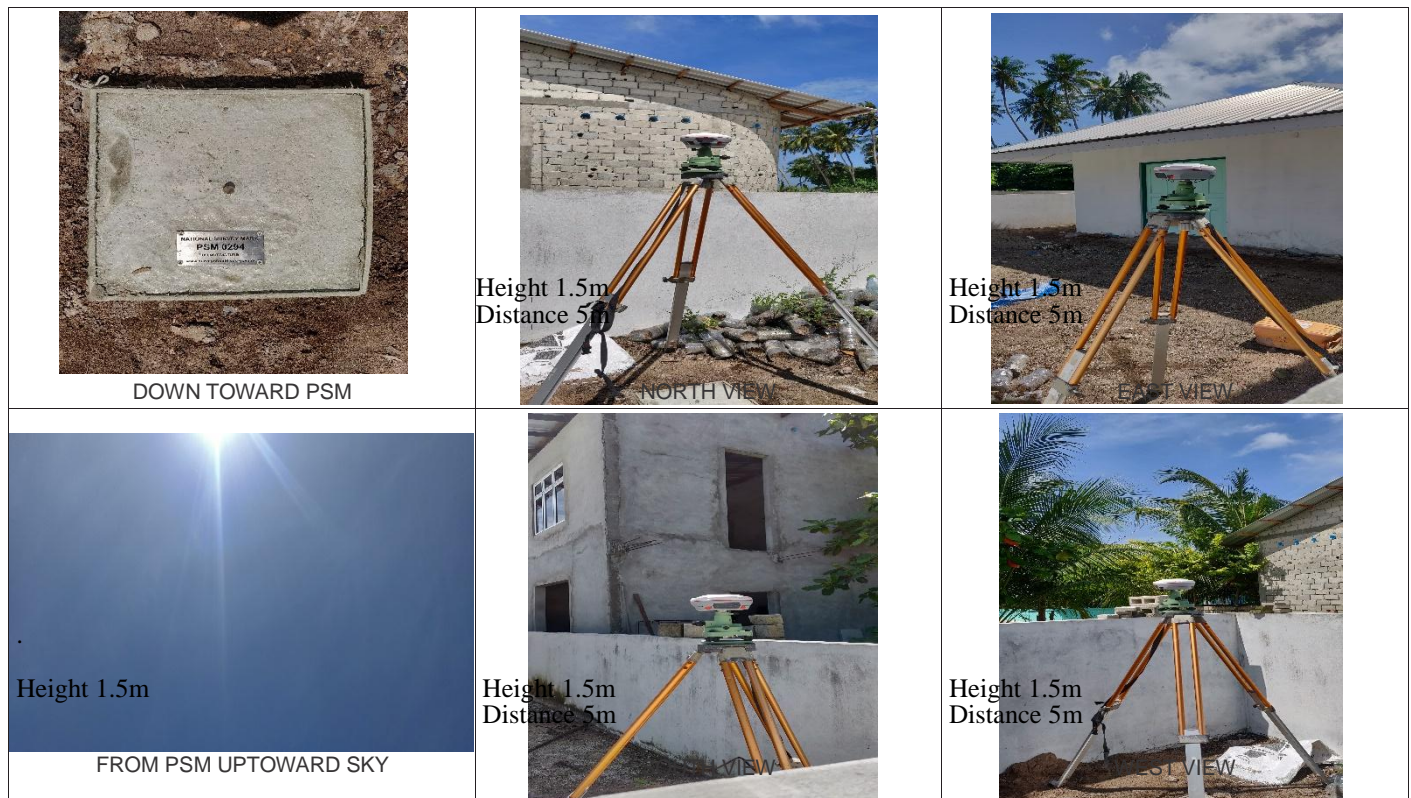 NATIONAL SURVEY MARK
PSM 0294
DOWN TOWARD PSM
Height 1.5m
Distance 5m
NORTH VIEW
Height 1.5m
Distance 5m
EAST VIEW
.
Height 1.5m
FROM PSM UPTOWARD SKY
Height 1.5m
Distance 5m
VIEW
Height 1.5m
Distance 5m
VIEW